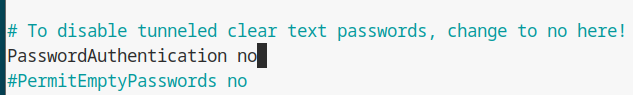 # To disable tunneled clear text passwords, change to no here!
PasswordAuthentication no
#PermitEmptyPasswords no